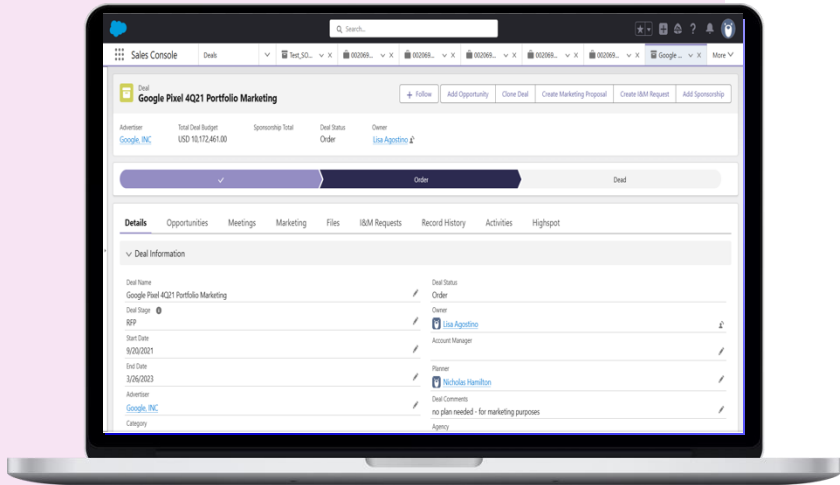 Search...
Sales Console Deals Test_SO... 002069... 002069... 002069... 002069... 002069... Google ... More
Deal
Google Pixel 4Q21 Portfolio Marketing
+ Follow Add Opportunity Clone Deal Create Marketing Proposal Create I&M Request Add Sponsorship
Advertiser Total Deal Budget Sponsorship Total Deal Status Owner
Google, INC USD 10,172,461.00 Order Lisa Agostino
Order Dead
Details Opportunities Meetings Marketing Files I&M Requests Record History Activities Highspot
Deal Information
Deal Name
Google Pixel 4Q21 Portfolio Marketing
Deal Stage
RFP
Start Date
9/20/2021
End Date
3/26/2023
Advertiser
Google, INC
Category
Deal Status
Order
Owner
Lisa Agostino
Account Manager
Planner
Nicholas Hamilton
Deal Comments
no plan needed - for marketing purposes
Agency